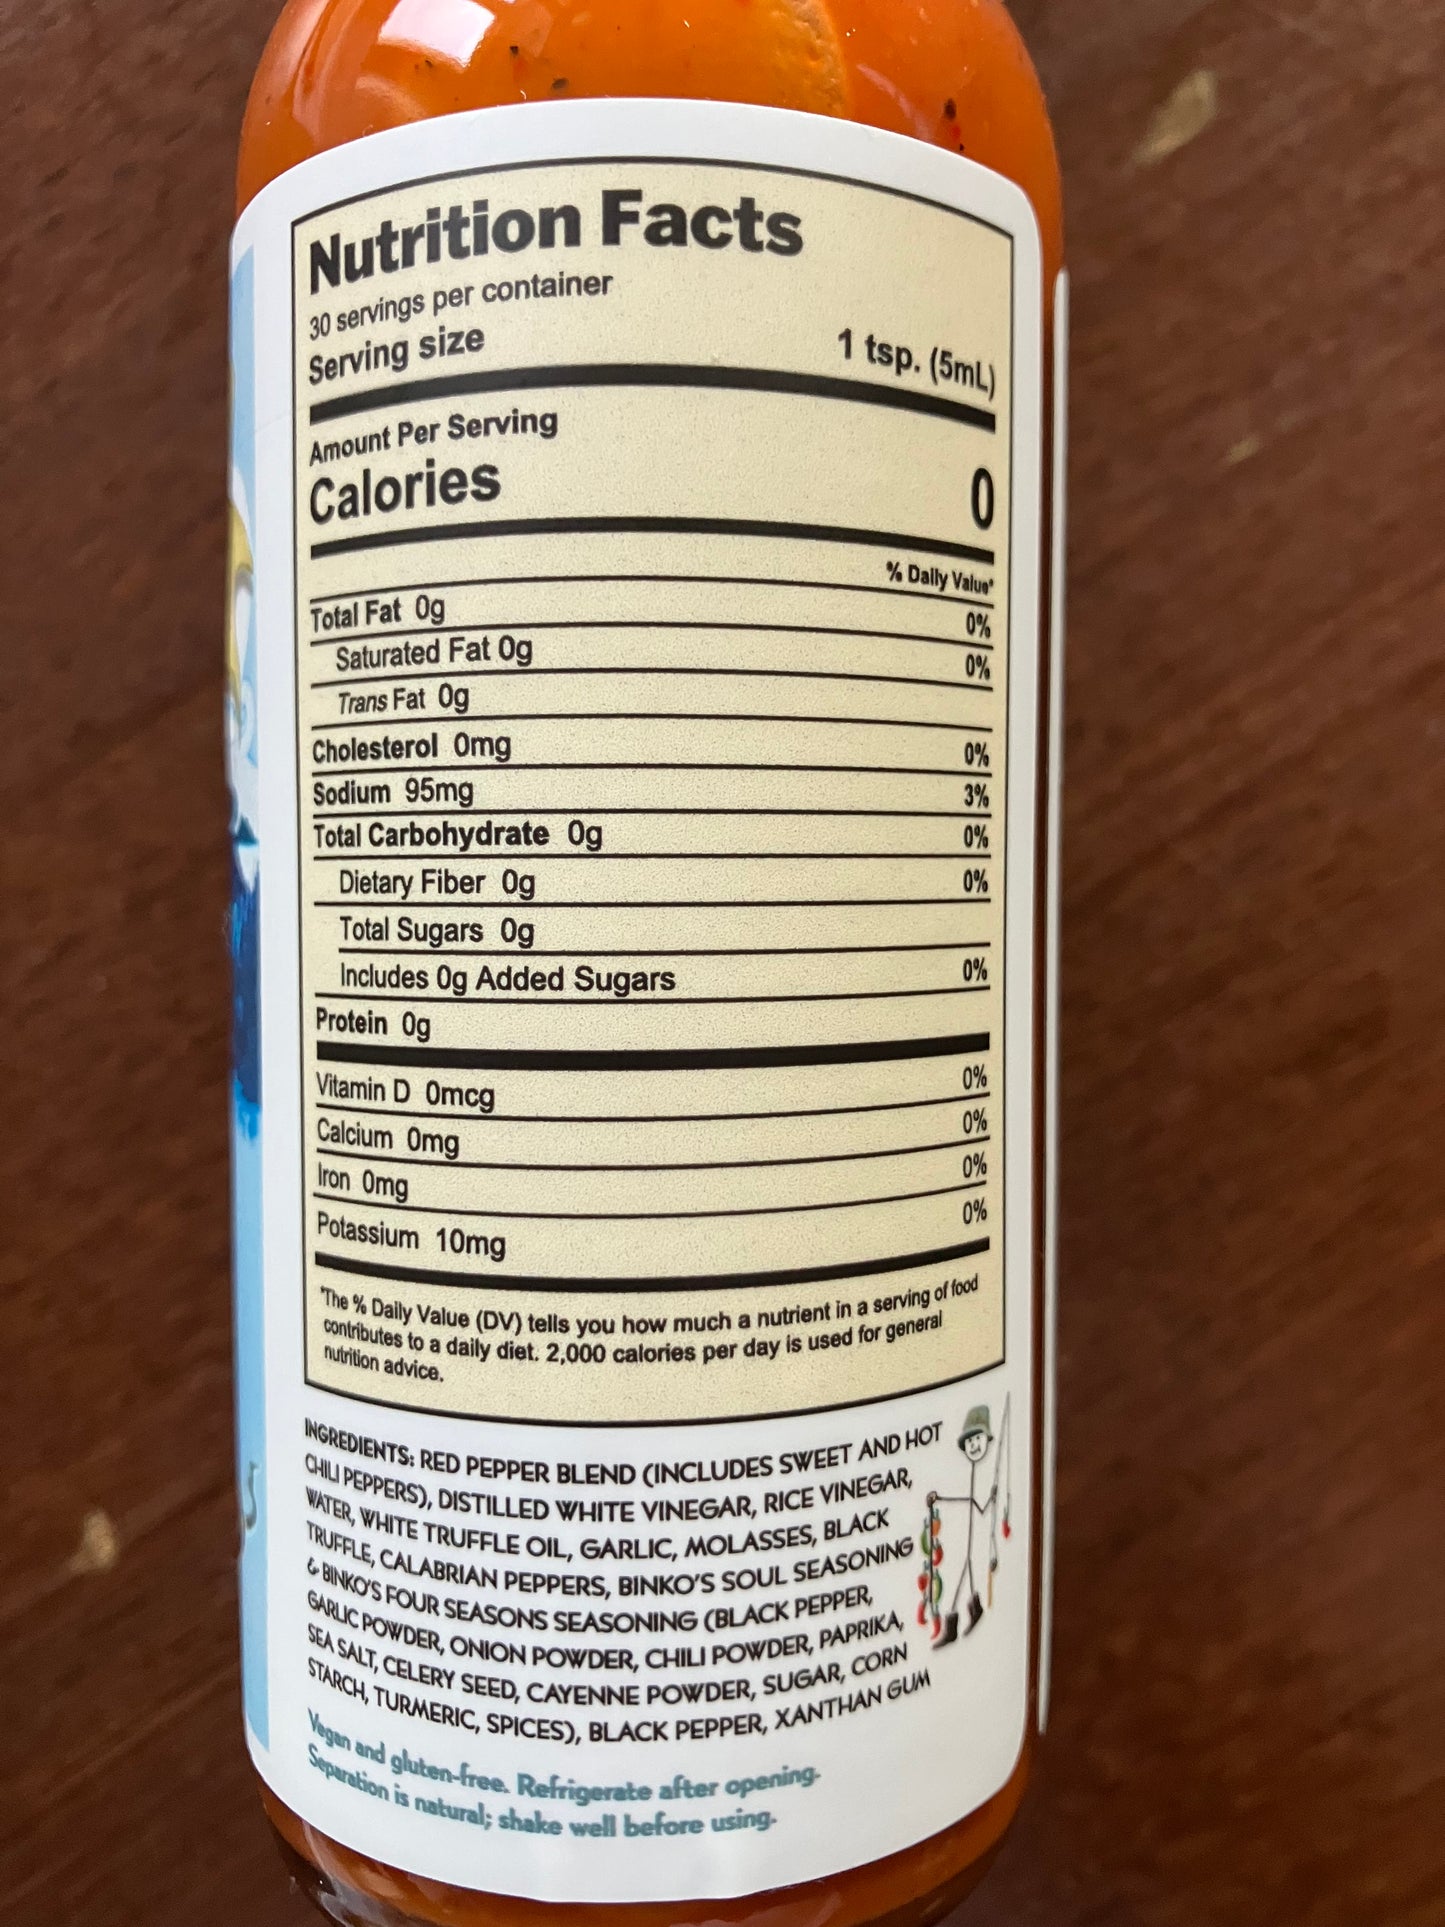 Nutrition Facts
30 servings per container
Serving size 1 tsp. (5mL)
Amount Per Serving
Calories 0
% Daily Value*
Total Fat 0g 0%
Saturated Fat 0g 0%
Trans Fat 0g
Cholesterol 0mg 0%
Sodium 95mg 3%
Total Carbohydrate 0g 0%
Dietary Fiber 0g 0%
Total Sugars 0g
Includes 0g Added Sugars 0%
Protein 0g
Vitamin D 0mcg 0%
Calcium 0mg 0%
Iron 0mg 0%
Potassium 10mg 0%
*The % Daily Value (DV) tells you how much a nutrient in a serving of food
contributes to a daily diet. 2,000 calories per day is used for general
nutrition advice.
INGREDIENTS: RED PEPPER BLEND (INCLUDES SWEET AND HOT
CHILI PEPPERS), DISTILLED WHITE VINEGAR, RICE VINEGAR,
WATER, WHITE TRUFFLE OIL, GARLIC, MOLASSES, BLACK
TRUFFLE, CALABRIAN PEPPERS, BINKO'S SOUL SEASONING
& BINKO'S FOUR SEASONS SEASONING (BLACK PEPPER,
GARLIC POWDER, ONION POWDER, CHILI POWDER, PAPRIKA,
SEA SALT, CELERY SEED, CAYENNE POWDER, SUGAR, CORN
STARCH, TURMERIC, SPICES), BLACK PEPPER, XANTHAN GUM
Vegan and gluten-free. Refrigerate after opening.
Separation is natural; shake well before using.